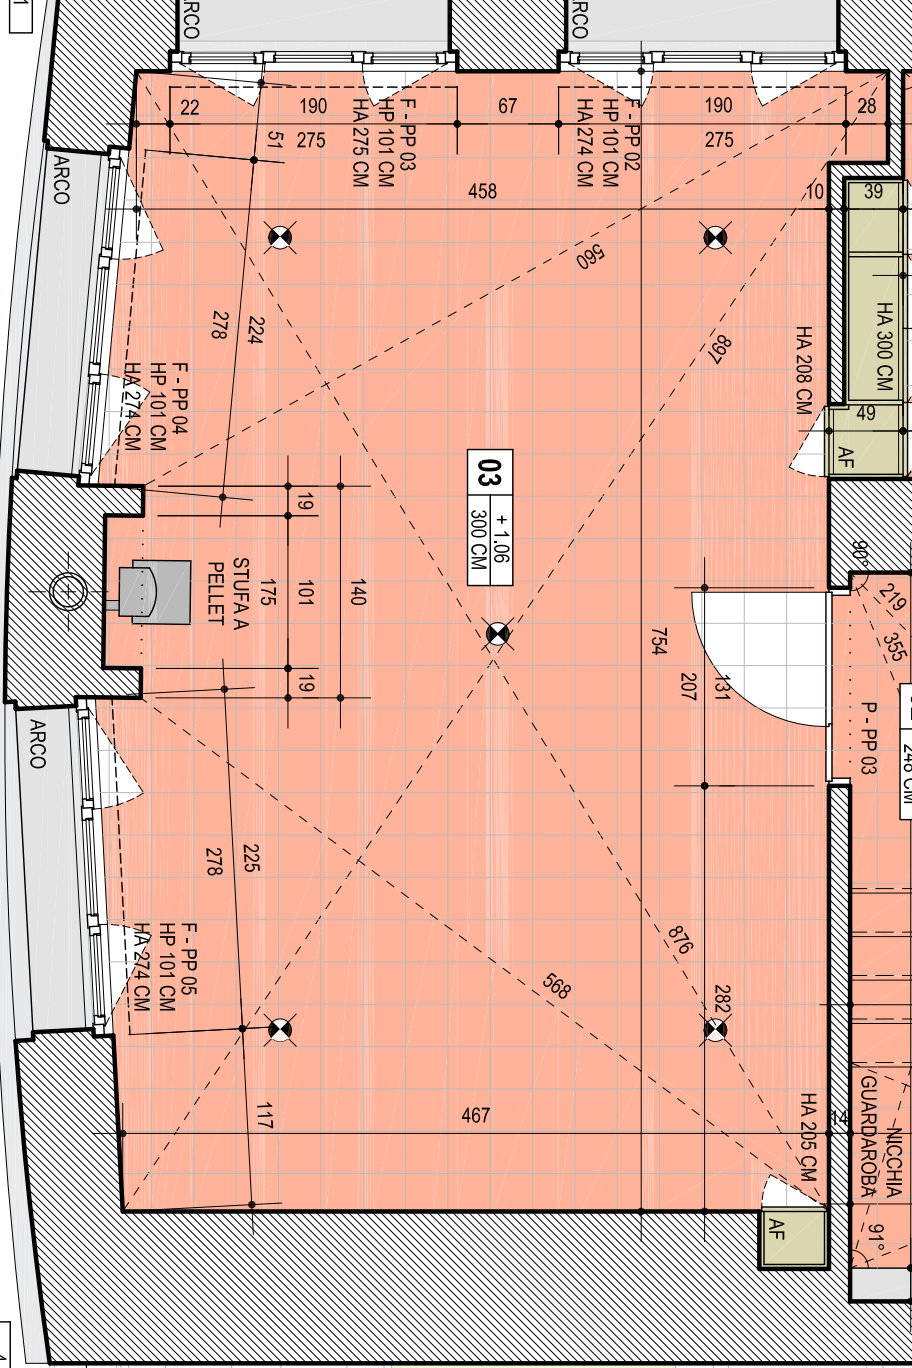 ARCO
ARCO
22
190
275
67
190
275
28
F - PP 03
HP 101 CM
HA 275 CM
F - PP 02
HP 101 CM
HA 274 CM
51
ARCO
458
10
39
560
897
HA 300 CM
HA 208 CM
49
AF
224
278
F - PP 04
HP 101 CM
HA 274 CM
03
+ 1.06
300 CM
90°
219
355
248 CM
P - PP 03
19
101
19
140
175
STUFA A
PELLET
754
131
207
ARCO
225
278
F - PP 05
HP 101 CM
HA 274 CM
876
568
282
117
467
14
HA 205 CM
AF
NICCHIA
GUARDAROBA
91°